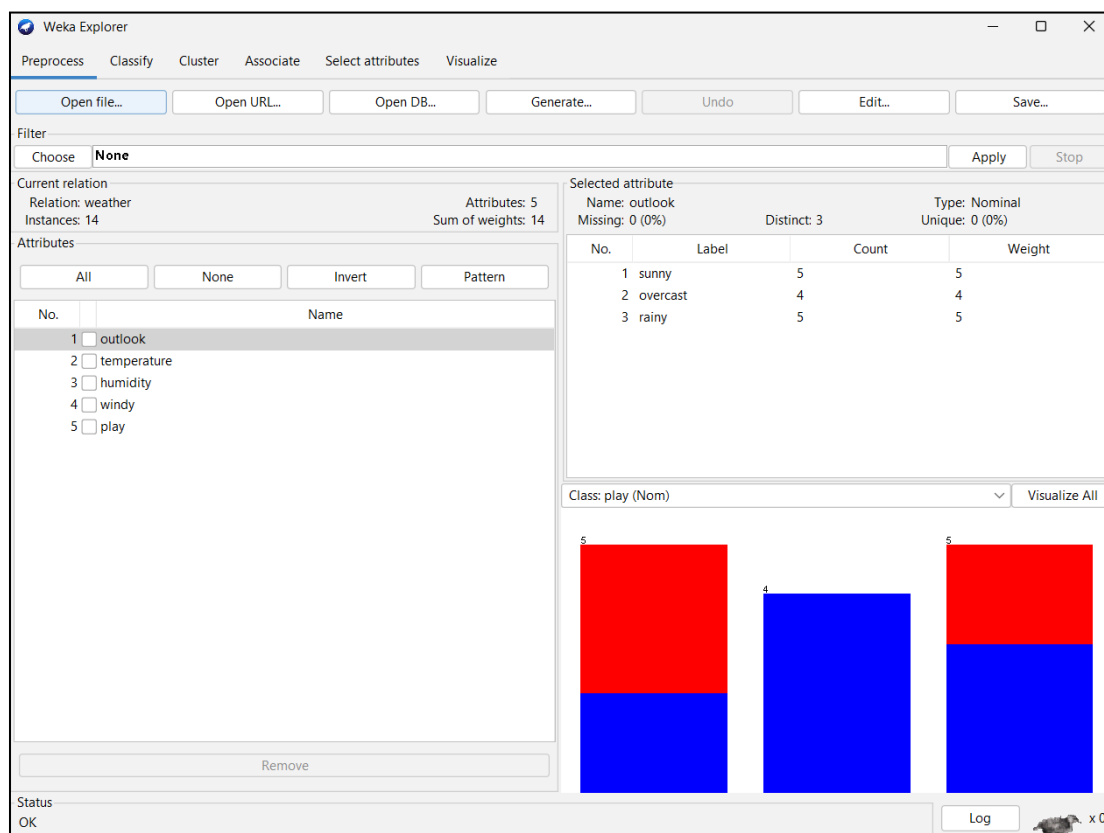 Weka Explorer
Preprocess Classify Cluster Associate Select attributes Visualize
Open file... Open URL... Open DB... Generate... Undo Edit... Save...
Filter
Choose None Apply Stop
Current relation
Relation: weather Attributes: 5
Instances: 14 Sum of weights: 14
Attributes
All None Invert Pattern
No. Name
1 outlook
2 temperature
3 humidity
4 windy
5 play
Remove
Selected attribute
Name: outlook Type: Nominal
Missing: 0 (0%) Distinct: 3 Unique: 0 (0%)
No. Label Count Weight
1 sunny 5 5
2 overcast 4 4
3 rainy 5 5
Class: play (Nom) Visualize All
5 4 5
Status
OK Log x 0